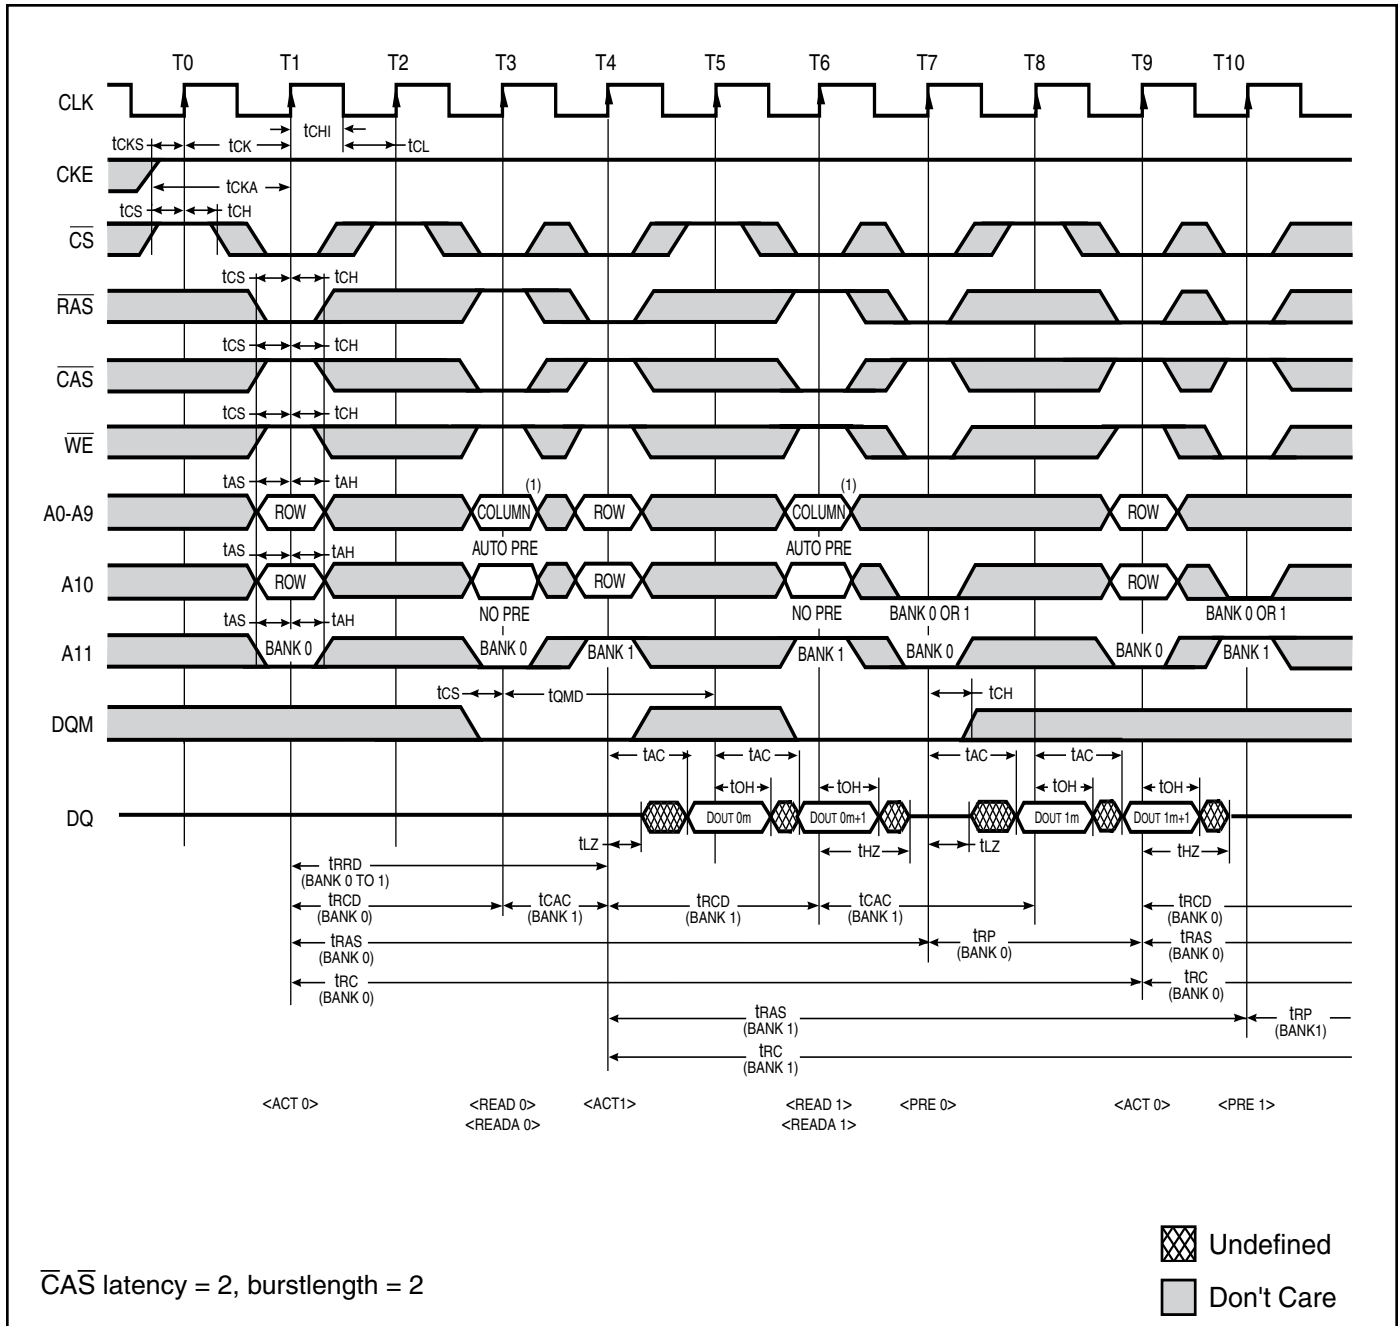 T0 T1 T2 T3 T4 T5 T6 T7 T8 T9 T10
CLK
tCHI
tCKS tCK tCL
CKE
tCKA
tCS tCH
CS
tCS tCH
RAS
tCS tCH
CAS
tCS tCH
WE
tAS tAH (1) (1)
A0-A9 ROW COLUMN ROW COLUMN ROW
AUTO PRE AUTO PRE
tAS tAH
A10 ROW ROW ROW
NO PRE NO PRE BANK 0 OR 1 BANK 0 OR 1
tAS tAH
A11 BANK 0 BANK 0 BANK 1 BANK 1 BANK 0 BANK 0 BANK 1
tCS tQMD tCH
DQM
tAC tAC tAC tAC
tOH tOH tOH tOH
DQ DOUT 0m DOUT 0m+1 DOUT 1m DOUT 1m+1
tLZ tHZ tLZ tHZ
tRRD
(BANK 0 TO 1)
tRCD tCAC tRCD tCAC tRCD
(BANK 0) (BANK 1) (BANK 1) (BANK 1) (BANK 0)
tRAS tRP tRAS
(BANK 0) (BANK 0) (BANK 0)
tRC tRC
(BANK 0) (BANK 0)
tRAS tRP
(BANK 1) (BANK1)
tRC
(BANK 1)
<ACT 0> <READ 0> <ACT1> <READ 1> <PRE 0> <ACT 0> <PRE 1>
<READA 0> <READA 1>
Undefined
CAS latency = 2, burstlength = 2
Don't Care